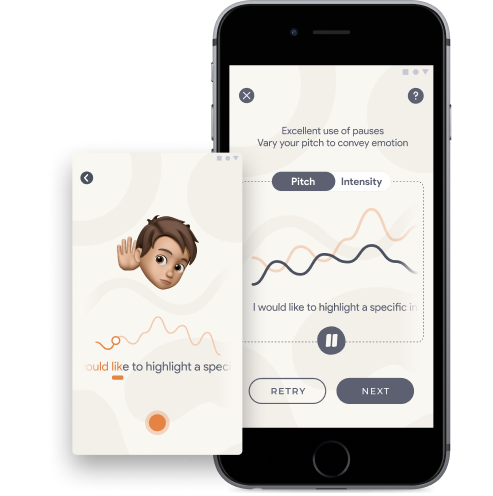 Excellent use of pauses
Vary your pitch to convey emotion
Pitch
Intensity
I would like to highlight a specific in
RETRY
NEXT
?
ould like to highlight a speci